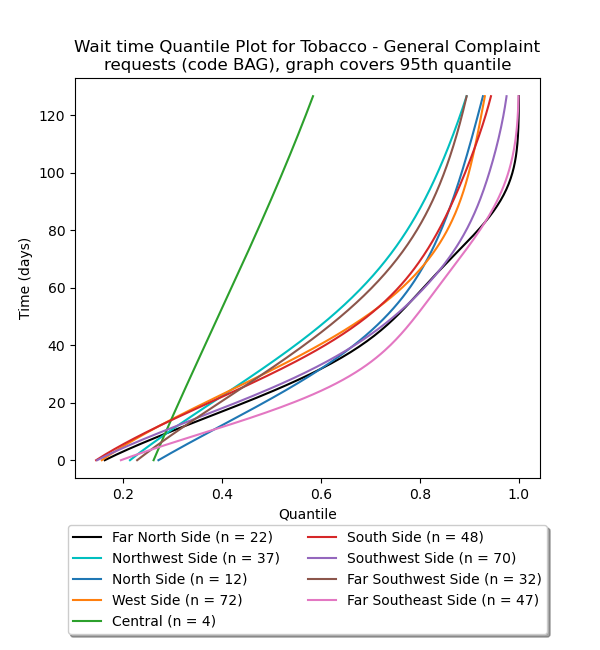 Wait time Quantile Plot for Tobacco - General Complaint
requests (code BAG), graph covers 95th quantile
120
100
80
60
40
20
0
Time (days)
0.2 0.4 0.6 0.8 1.0
Quantile
Far North Side (n = 22)
Northwest Side (n = 37)
North Side (n = 12)
West Side (n = 72)
Central (n = 4)
South Side (n = 48)
Southwest Side (n = 70)
Far Southwest Side (n = 32)
Far Southeast Side (n = 47)